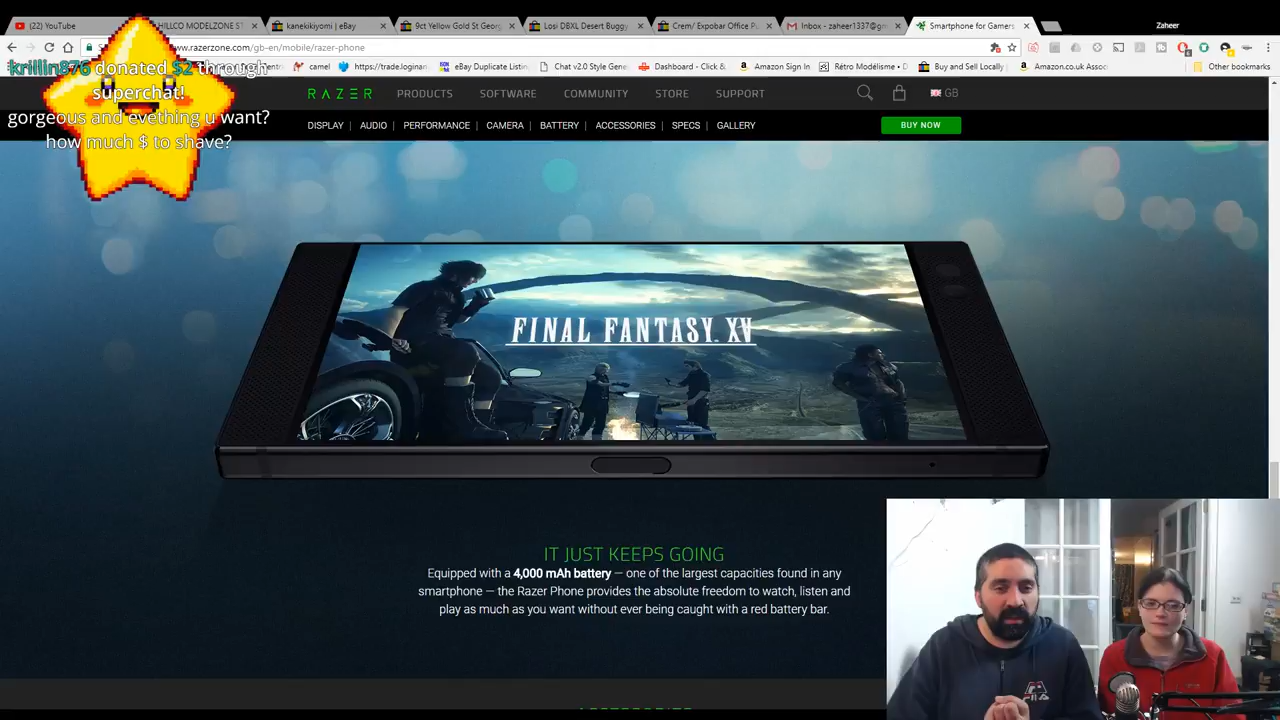 (22) YouTube
HILLCO MODELZONE ST
kanekikiyomi | eBay
9ct Yellow Gold St Georg
Losi DBXL Desert Buggy
Crem/ Expobar Office Pu
Inbox - zaheer1337@gm
Smartphone for Gamers
Zaheer
www.razerzone.com/gb-en/mobile/razer-phone
camel
https://trade.loginan
eBay Duplicate Listing
Chat v2.0 Style Gene
Dashboard - Click &
Amazon Sign In
Rétro Modélisme
Buy and Sell Locally
Amazon.co.uk Assoc
Other bookmarks
krillin876 donated $2 through
superchat!
gorgeous and evething u want?
how much $ to shave?
RAZER PRODUCTS SOFTWARE COMMUNITY STORE SUPPORT GB
DISPLAY | AUDIO | PERFORMANCE | CAMERA | BATTERY | ACCESSORIES | SPECS | GALLERY BUY NOW
FINAL FANTASY XV
IT JUST KEEPS GOING
Equipped with a 4,000 mAh battery — one of the largest capacities found in any
smartphone — the Razer Phone provides the absolute freedom to watch, listen and
play as much as you want without ever being caught with a red battery bar.